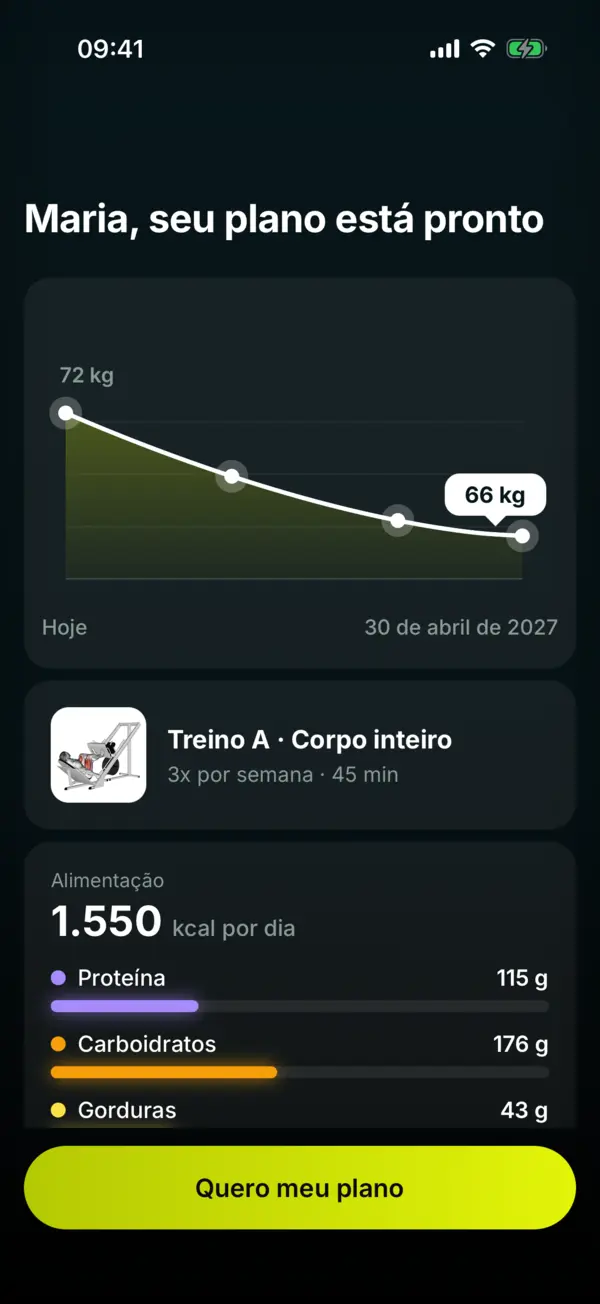 09:41
Maria, seu plano está pronto
72 kg
66 kg
Hoje
30 de abril de 2027
Treino A · Corpo inteiro
3x por semana · 45 min
Alimentação
1.550 kcal por dia
Proteína 115 g
Carboidratos 176 g
Gorduras 43 g
Quero meu plano